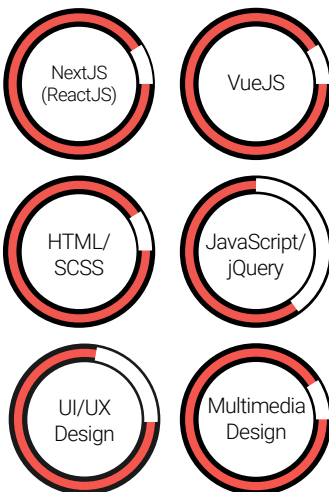 NextJS
(ReactJS)
VueJS
HTML/
SCSS
JavaScript/
jQuery
UI/UX
Design
Multimedia
Design